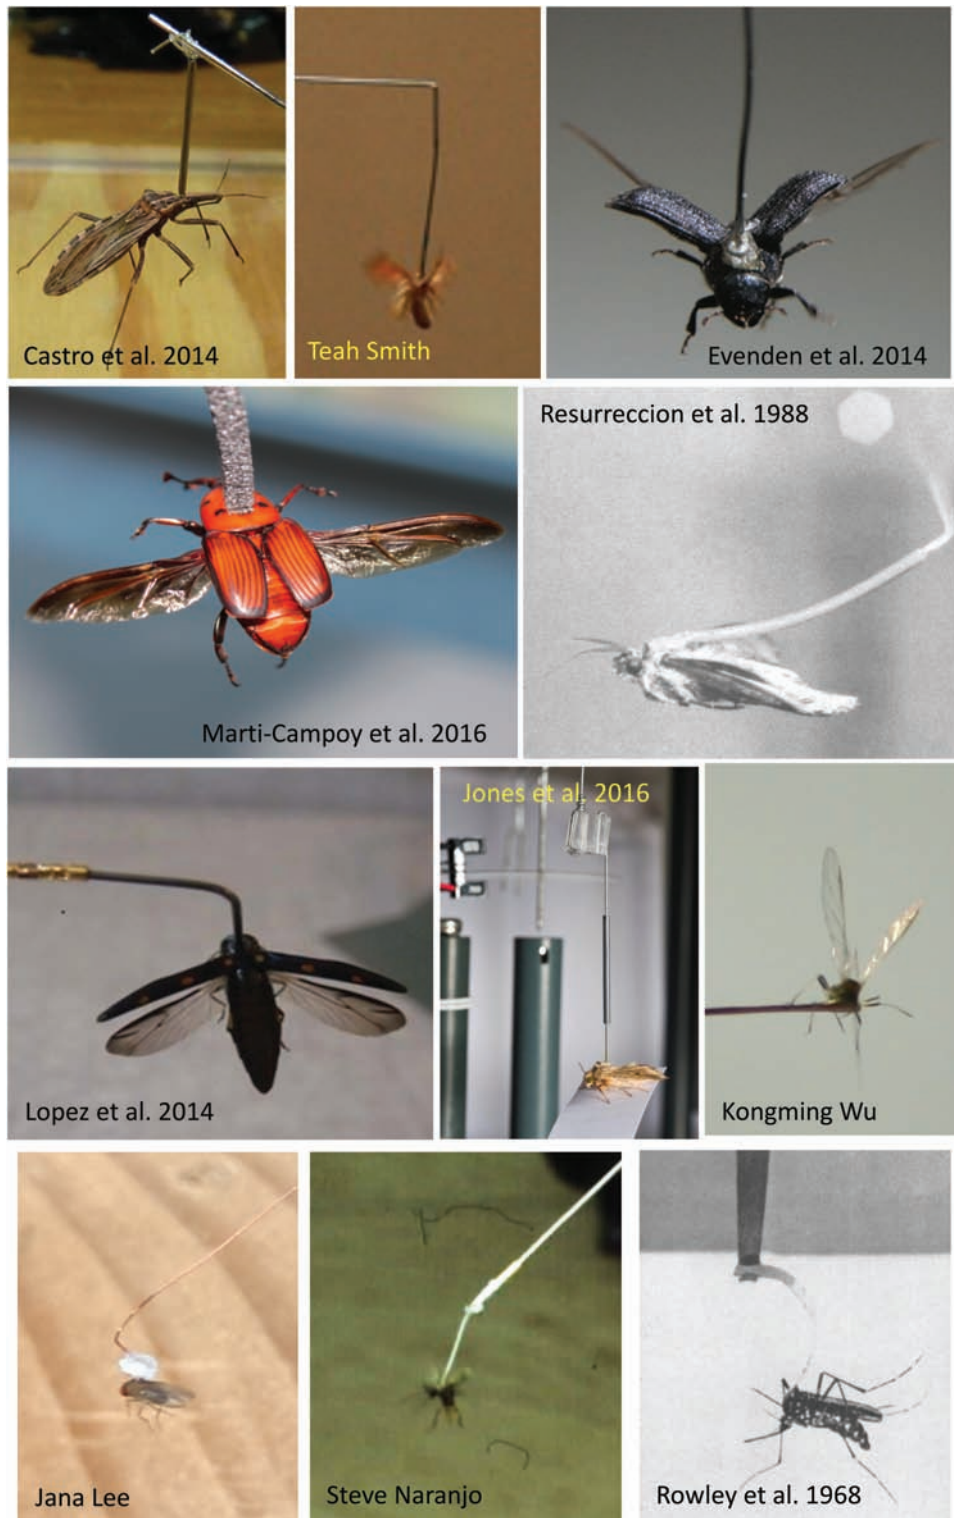 Castro et al. 2014
Teah Smith
Evenden et al. 2014
Marti-Campoy et al. 2016
Resurreccion et al. 1988
Lopez et al. 2014
Jones et al. 2016
Kongming Wu
Jana Lee
Steve Naranjo
Rowley et al. 1968